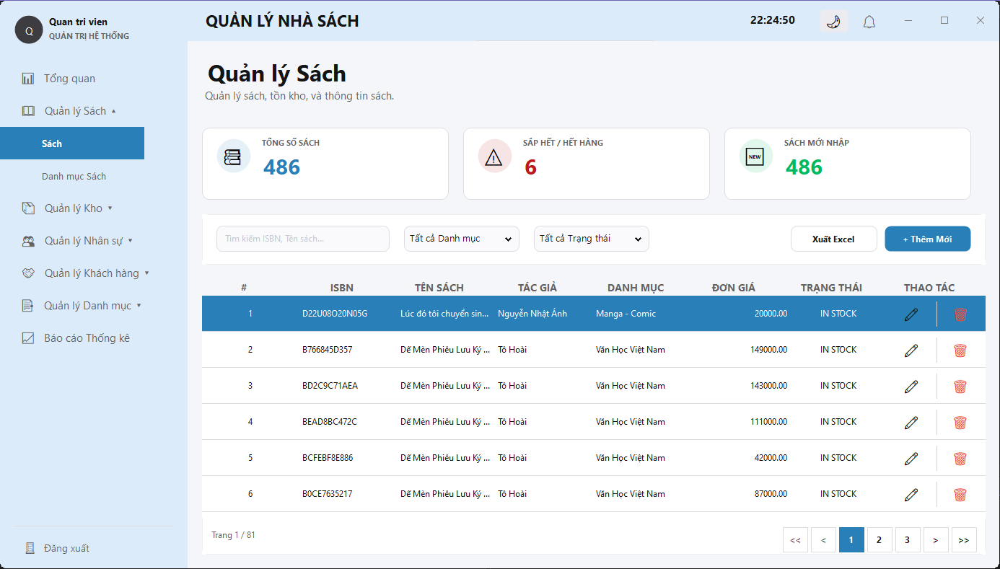 Q
Quan tri vien
QUẢN TRỊ HỆ THỐNG
QUẢN LÝ NHÀ SÁCH
22:24:50
Tổng quan
Quản lý Sách ▴
Sách
Danh mục Sách
Quản lý Kho ▾
Quản lý Nhân sự ▾
Quản lý Khách hàng ▾
Quản lý Danh mục ▾
Báo cáo Thống kê
Đăng xuất
Quản lý Sách
Quản lý sách, tồn kho, và thông tin sách.
TỔNG SỐ SÁCH
486
SẮP HẾT / HẾT HÀNG
6
NEW
SÁCH MỚI NHẬP
486
Tìm kiếm ISBN, Tên sách... Tất cả Danh mục Tất cả Trạng thái Xuất Excel + Thêm Mới
# ISBN TÊN SÁCH TÁC GIẢ DANH MỤC ĐƠN GIÁ TRẠNG THÁI THAO TÁC
1 D22U08O20N05G Lúc đó tôi chuyển sin... Nguyễn Nhật Ánh Manga - Comic 20000.00 IN STOCK
2 B766845D357 Dế Mèn Phiêu Lưu Ký ... Tô Hoài Văn Học Việt Nam 149000.00 IN STOCK
3 BD2C9C71AEA Dế Mèn Phiêu Lưu Ký ... Tô Hoài Văn Học Việt Nam 143000.00 IN STOCK
4 BEAD8BC472C Dế Mèn Phiêu Lưu Ký ... Tô Hoài Văn Học Việt Nam 111000.00 IN STOCK
5 BCFEBF8E886 Dế Mèn Phiêu Lưu Ký ... Tô Hoài Văn Học Việt Nam 42000.00 IN STOCK
6 B0CE7635217 Dế Mèn Phiêu Lưu Ký ... Tô Hoài Văn Học Việt Nam 87000.00 IN STOCK
Trang 1 / 81
<< < 1 2 3 > >>